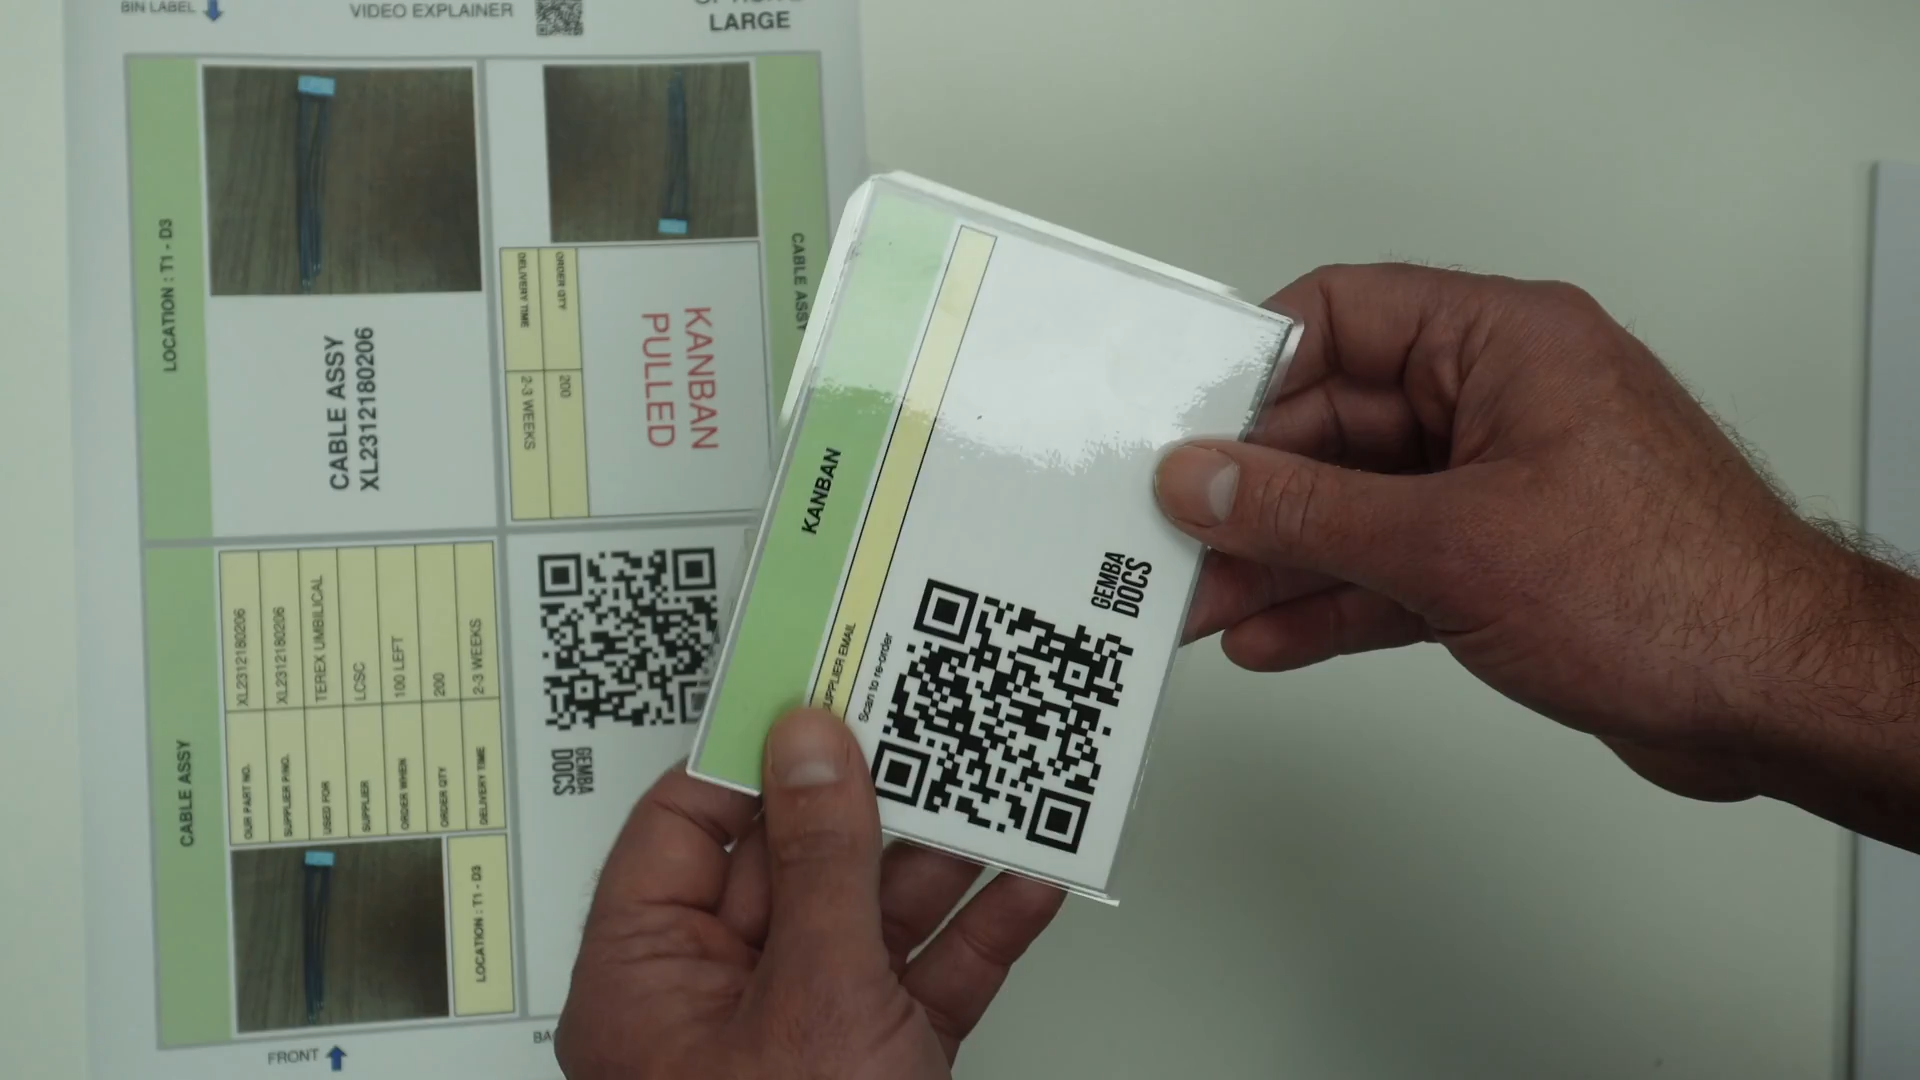 BIN LABEL
VIDEO EXPLAINER
LARGE
LOCATION : T1 - D3
CABLE ASSY
XL2312180206
ORDER QTY 200
DELIVERY TIME 2-3 WEEKS
KANBAN
PULLED
CABLE ASSY
CABLE ASSY
OUR PART NO. XL2312180206
SUPPLIER P/NO. XL2312180206
USED FOR TEREX UMBILICAL
SUPPLIER LCSC
ORDER WHEN 100 LEFT
ORDER QTY 200
DELIVERY TIME 2-3 WEEKS
LOCATION : T1 - D3
GEMBA
DOCS
FRONT
KANBAN
SUPPLIER EMAIL
Scan to re-order
GEMBA
DOCS